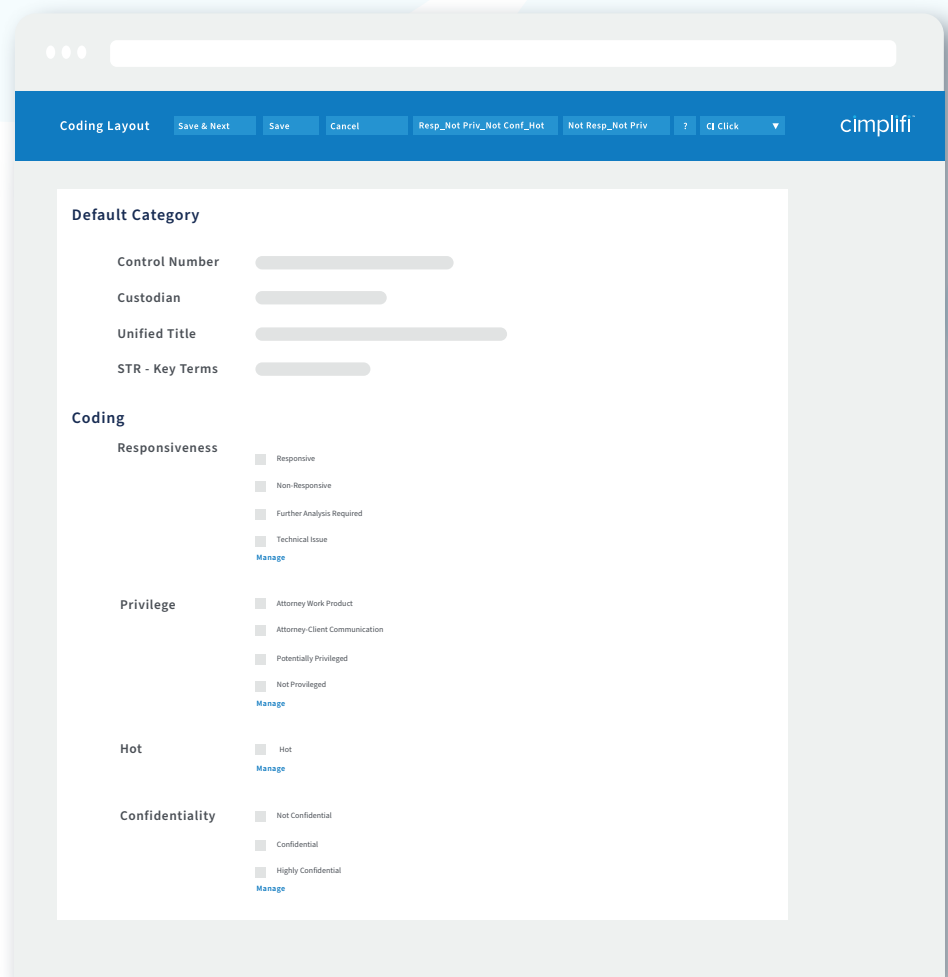 Coding Layout Save & Next Save Cancel Resp_Not Priv_Not Conf_Hot Not Resp_Not Priv ? CI Click ▼ cimplifi
Default Category
Control Number
Custodian
Unified Title
STR - Key Terms
Coding
Responsiveness
Responsive
Non-Responsive
Further Analysis Required
Technical Issue
Manage
Privilege
Attorney Work Product
Attorney-Client Communication
Potentially Privileged
Not Provileged
Manage
Hot
Hot
Manage
Confidentiality
Not Confidential
Confidential
Highly Confidential
Manage